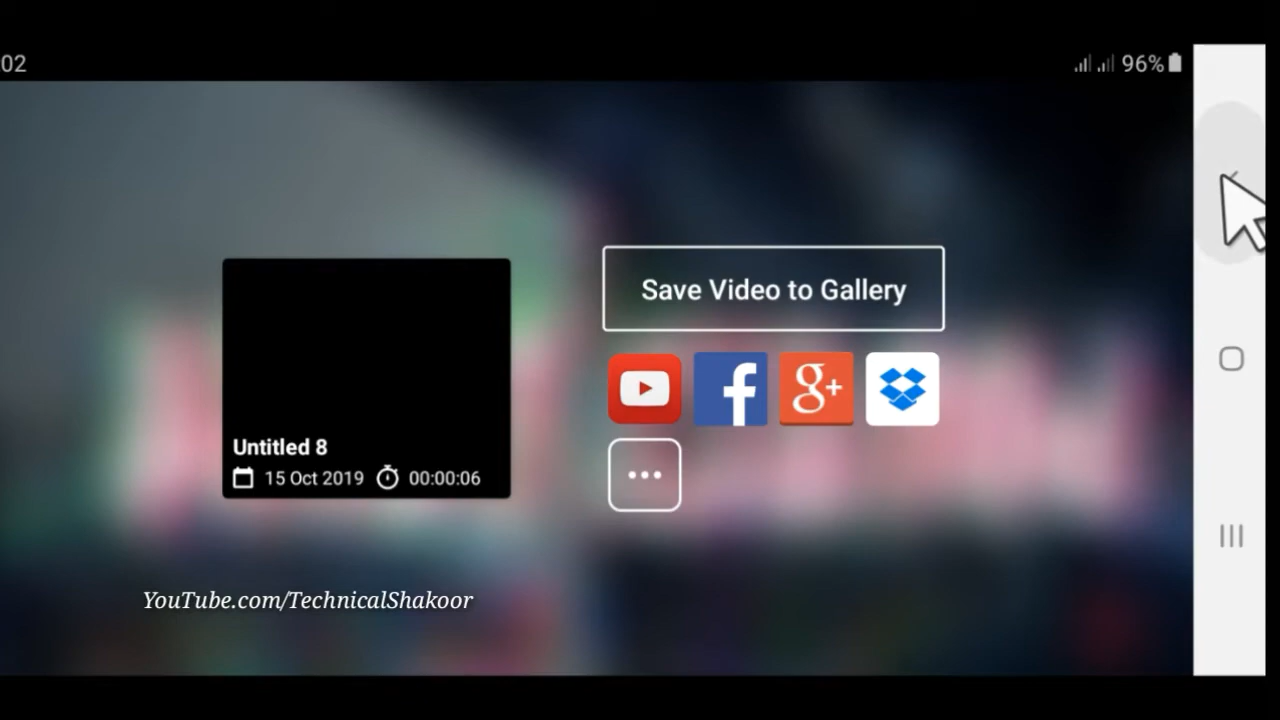 02
96%
Save Video to Gallery
g+
Untitled 8
15 Oct 2019 00:00:06
YouTube.com/TechnicalShakoor